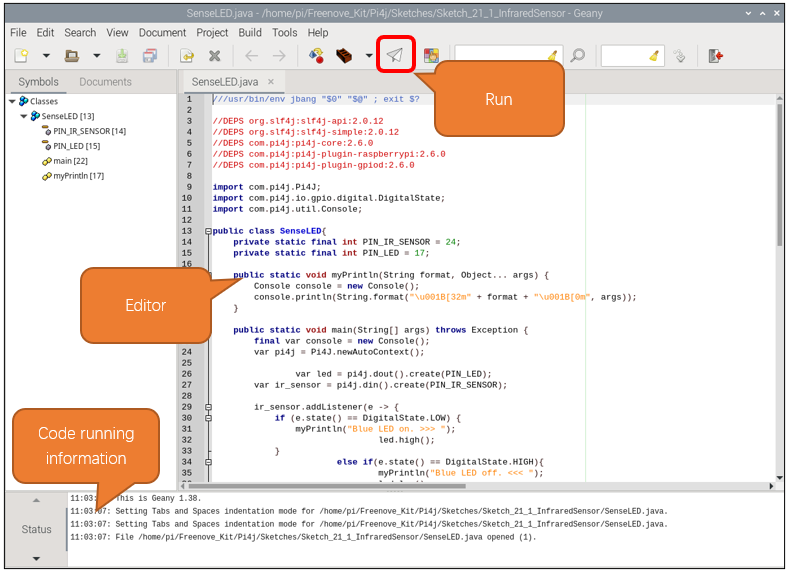 SenseLED.java - /home/pi/Freenove_Kit/Pi4j/Sketches/Sketch_21_1_InfraredSensor - Geany
File Edit Search View Document Project Build Tools Help
Symbols Documents
SenseLED.java ×
Run
Classes
SenseLED [13]
PIN_IR_SENSOR [14]
PIN_LED [15]
main [22]
myPrintln [17]
1 ///usr/bin/env jbang "$0" "$@" ; exit $?
2
3 //DEPS org.slf4j:slf4j-api:2.0.12
4 //DEPS org.slf4j:slf4j-simple:2.0.12
5 //DEPS com.pi4j:pi4j-core:2.6.0
6 //DEPS com.pi4j:pi4j-plugin-raspberrypi:2.6.0
7 //DEPS com.pi4j:pi4j-plugin-gpiod:2.6.0
8
9 import com.pi4j.Pi4J;
10 import com.pi4j.io.gpio.digital.DigitalState;
11 import com.pi4j.util.Console;
12
13 public class SenseLED{
14 private static final int PIN_IR_SENSOR = 24;
15 private static final int PIN_LED = 17;
16
public static void myPrintln(String format, Object... args) {
Console console = new Console();
console.println(String.format("\u001B[32m" + format + "\u001B[0m", args));
}
public static void main(String[] args) throws Exception {
final var console = new Console();
24 var pi4j = Pi4J.newAutoContext();
25
26 var led = pi4j.dout().create(PIN_LED);
27 var ir_sensor = pi4j.din().create(PIN_IR_SENSOR);
28
29 ir_sensor.addListener(e -> {
30 if (e.state() == DigitalState.LOW) {
31 myPrintln("Blue LED on. >>> ");
32 led.high();
33 }
34 else if(e.state() == DigitalState.HIGH){
35 myPrintln("Blue LED off. <<< ");
Editor
Code running
information
Status
11:03: This is Geany 1.38.
11:03:07: Setting Tabs and Spaces indentation mode for /home/pi/Freenove_Kit/Pi4j/Sketches/Sketch_21_1_InfraredSensor/SenseLED.java.
11:03:07: Setting Tabs and Spaces indentation mode for /home/pi/Freenove_Kit/Pi4j/Sketches/Sketch_21_1_InfraredSensor/SenseLED.java.
11:03:07: File /home/pi/Freenove_Kit/Pi4j/Sketches/Sketch_21_1_InfraredSensor/SenseLED.java opened (1).